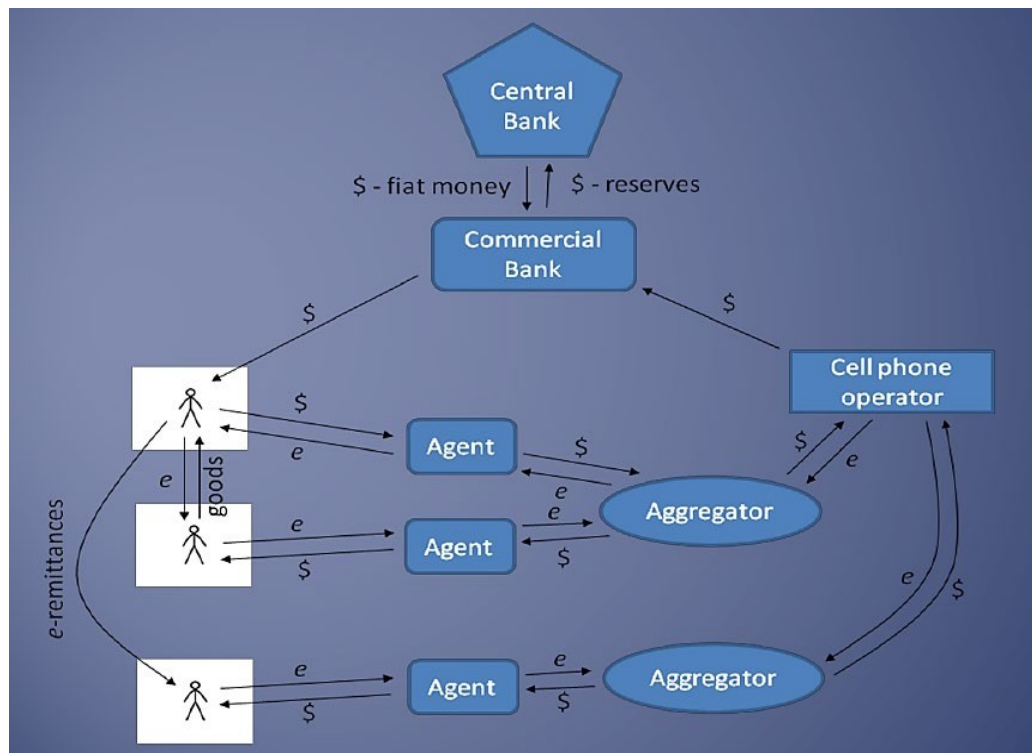 Central
Bank
$ - fiat money
$ - reserves
Commercial
Bank
$
$
Cell phone
operator
$
e
Agent
$
e
$
e
e
goods
e
$
Agent
e
$
Aggregator
e
$
e-remittances
e
$
Agent
e
$
Aggregator